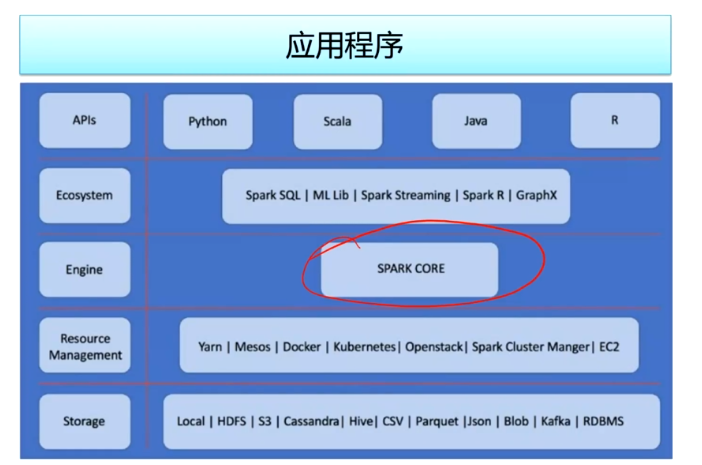 应用程序
APIs
Python
Scala
Java
R
Ecosystem
Spark SQL | ML Lib | Spark Streaming | Spark R | GraphX
Engine
SPARK CORE
Resource
Management
Yarn | Mesos | Docker | Kubernetes| Openstack| Spark Cluster Manger| EC2
Storage
Local | HDFS | S3 | Cassandra| Hive| CSV | Parquet |Json | Blob | Kafka | RDBMS